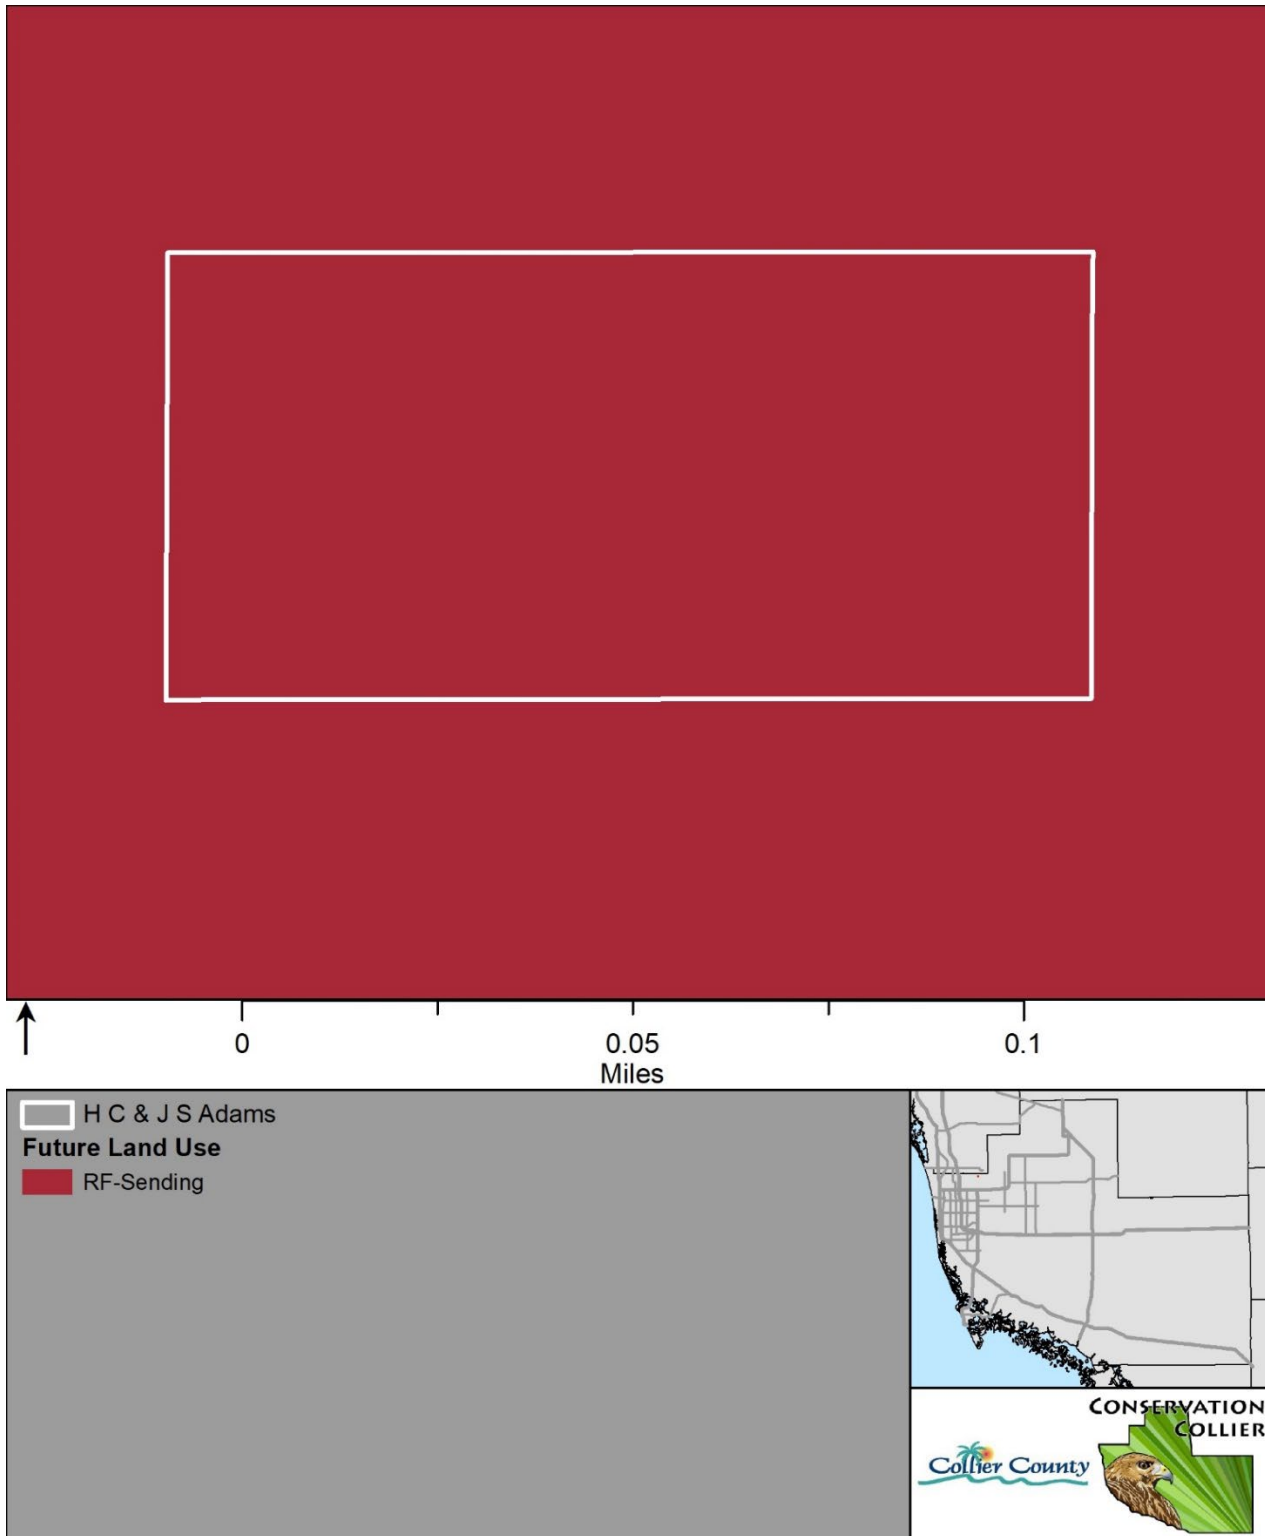 0 0.05 0.1
Miles
H C & J S Adams
Future Land Use
RF-Sending
CONSERVATION
COLLIER
Collier County